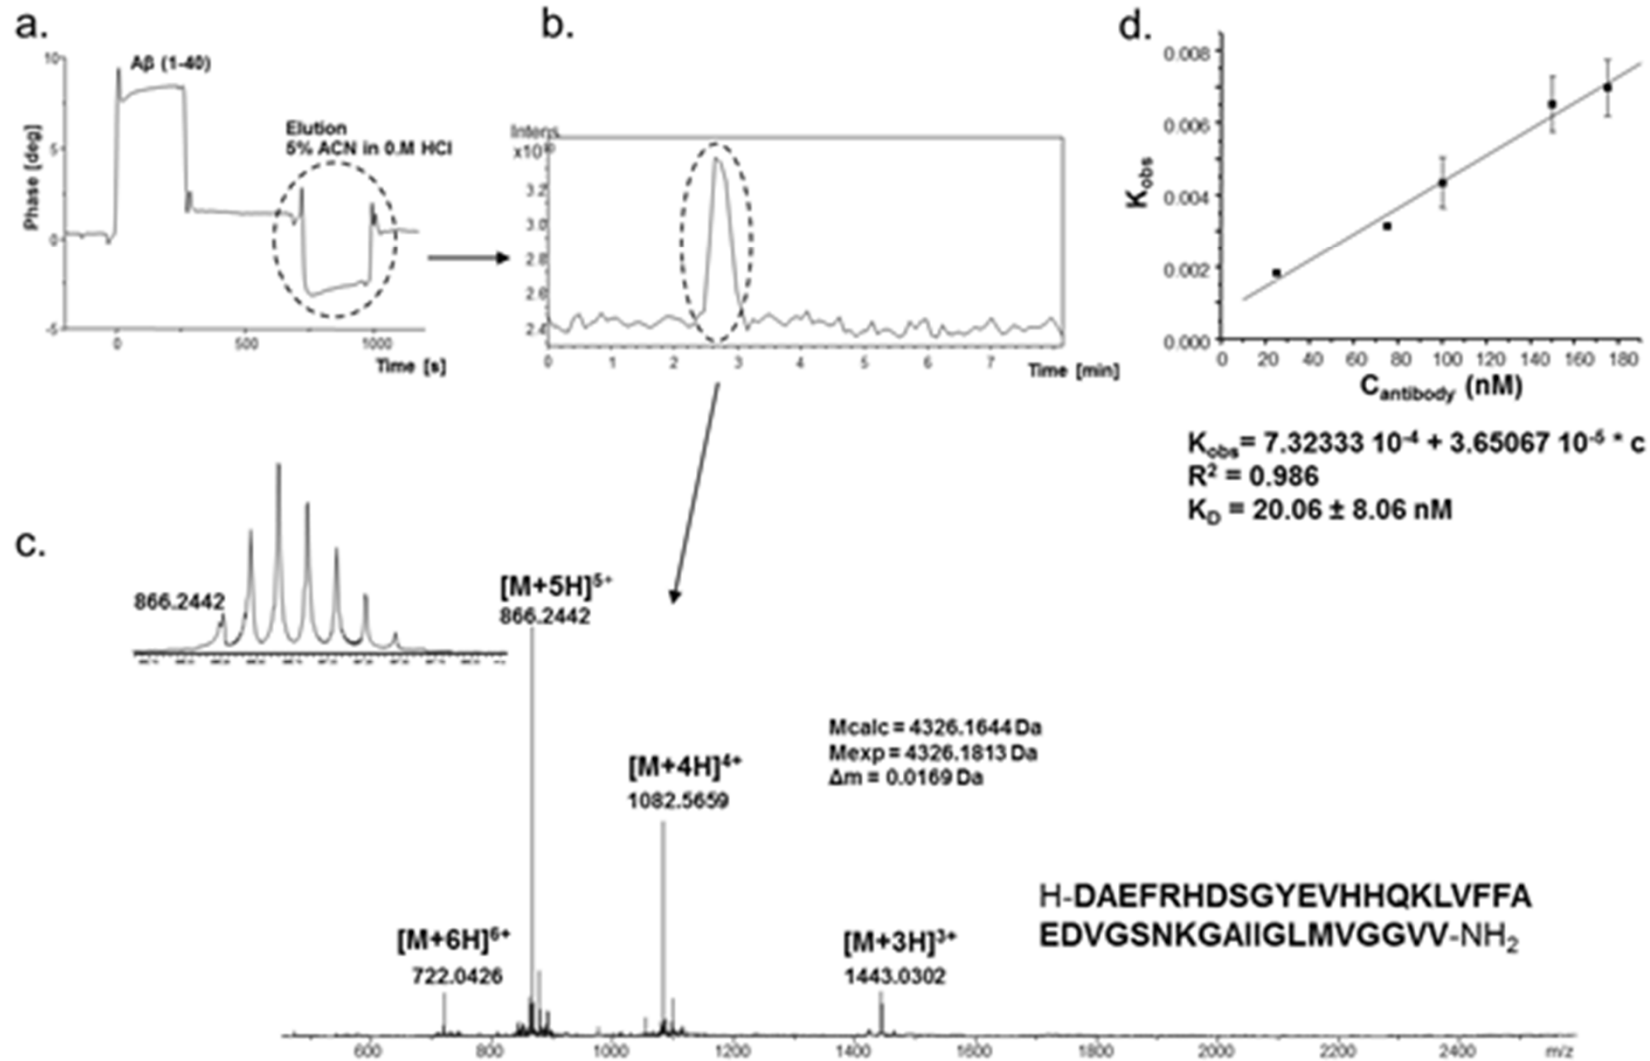 a.
10
5
0
-5
Phase [deg]
Aβ (1-40)
Elution
5% ACN in 0.M HCl
0
500
1000
Time [s]
b.
Intens.
3.2
3.0
2.8
2.6
2.4
0
1
2
3
4
5
6
7
Time [min]
d.
0.008
0.006
0.004
0.002
0.000
K_obs
0
20
40
60
80
100
120
140
160
180
C_antibody (nM)
K_obs = 7.32333 10⁻⁴ + 3.65067 10⁻⁵ * c
R² = 0.986
K_D = 20.06 ± 8.06 nM
c.
866.2442
[M+5H]⁵⁺
866.2442
[M+4H]⁴⁺
1082.5659
Mcalc = 4326.1644 Da
Mexp = 4326.1813 Da
Δm = 0.0169 Da
[M+6H]⁶⁺
722.0426
[M+3H]³⁺
1443.0302
H-DAEFRHDSGYEVHHQKLVFFA
EDVGSNKGAIIGLMVGGVV-NH₂
600
800
1000
1200
1400
1600
1800
2000
2200
2400
m/z